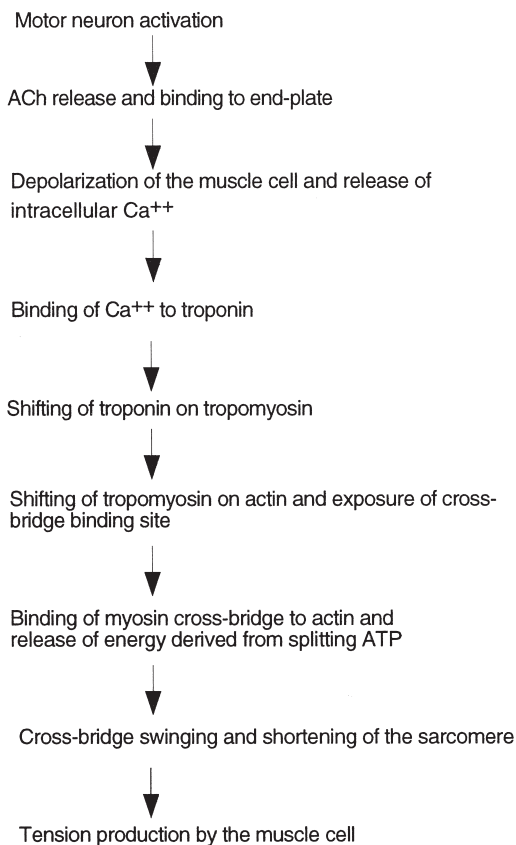 Motor neuron activation
ACh release and binding to end-plate
Depolarization of the muscle cell and release of
intracellular Ca++
Binding of Ca++ to troponin
Shifting of troponin on tropomyosin
Shifting of tropomyosin on actin and exposure of cross-
bridge binding site
Binding of myosin cross-bridge to actin and
release of energy derived from splitting ATP
Cross-bridge swinging and shortening of the sarcomere
Tension production by the muscle cell